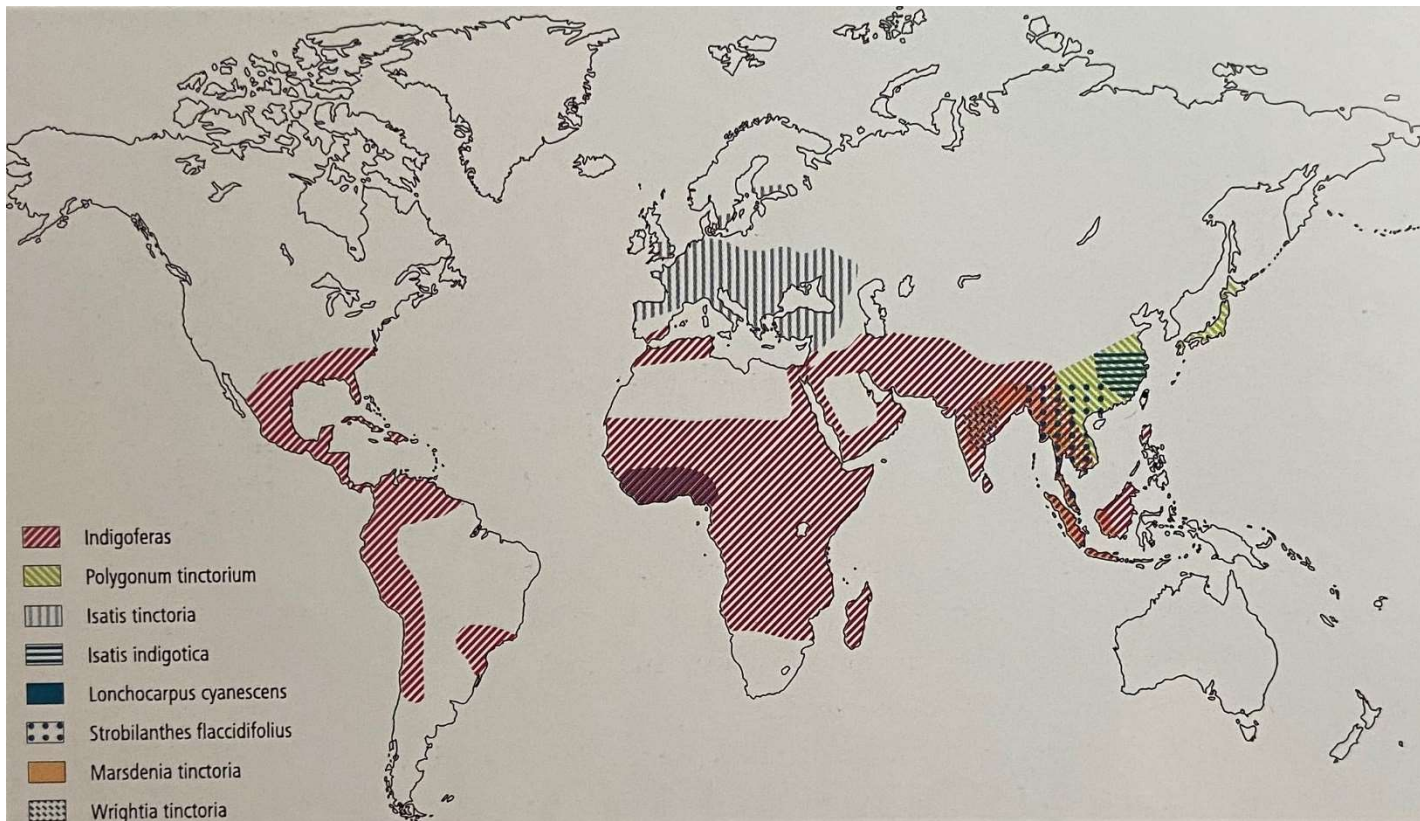 Indigoferas
Polygonum tinctorium
Isatis tinctoria
Isatis indigotica
Lonchocarpus cyanescens
Strobilanthes flaccidifolius
Marsdenia tinctoria
Wrightia tinctoria